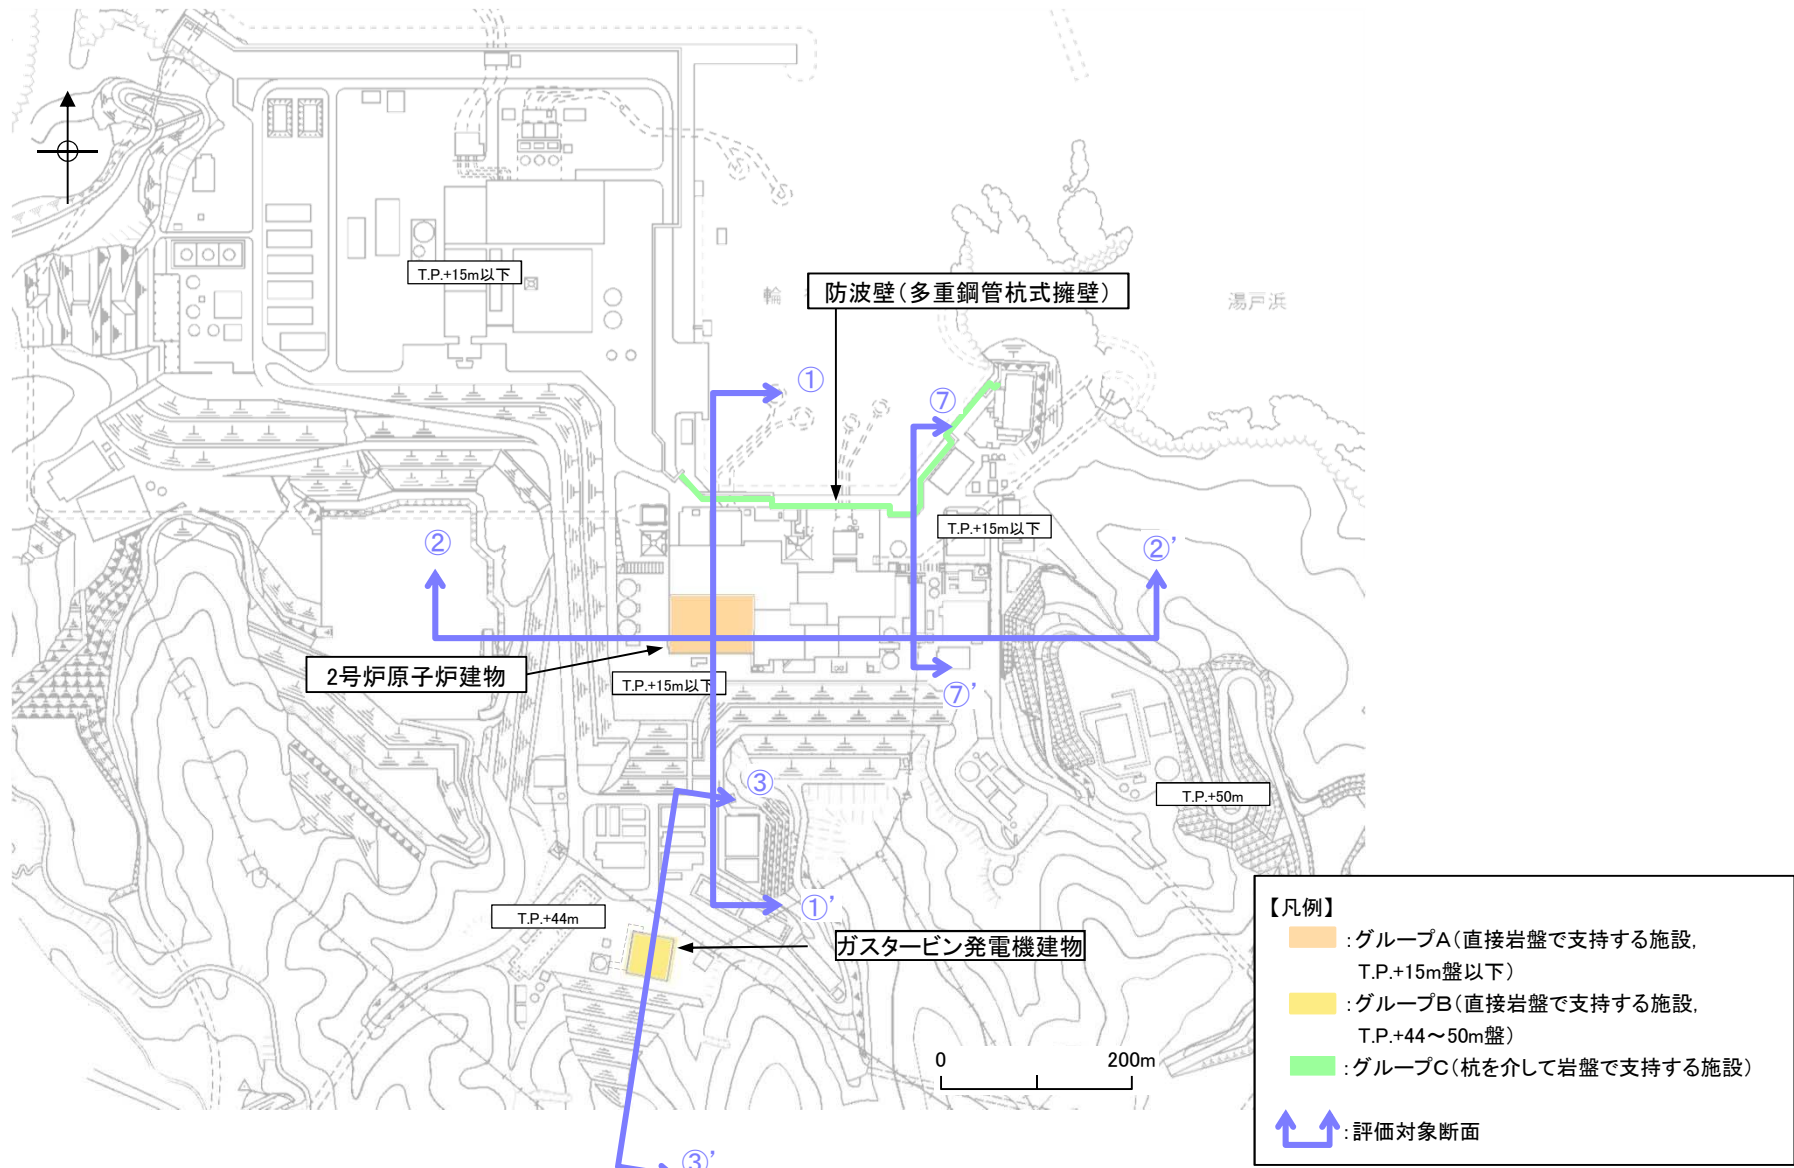 T.P.+15m以下
輪
防波壁(多重鋼管杭式擁壁)
湯戸浜
①
⑦
②
T.P.+15m以下
②'
2号炉原子炉建物
T.P.+15m以下
⑦'
③
T.P.+50m
①'
T.P.+44m
ガスタービン発電機建物
③'
0 200m
【凡例】
:グループA(直接岩盤で支持する施設,
T.P.+15m盤以下)
:グループB(直接岩盤で支持する施設,
T.P.+44～50m盤)
:グループC(杭を介して岩盤で支持する施設)
:評価対象断面